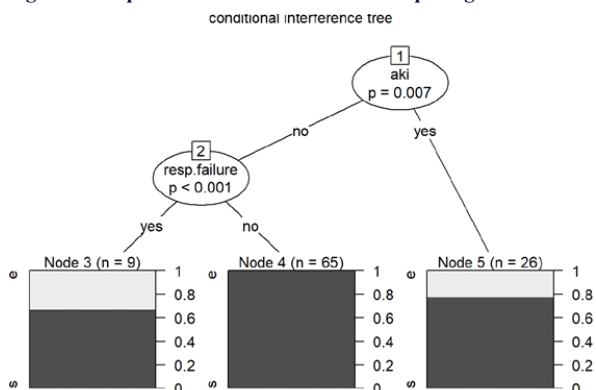 conditional interference tree
1
aki
p = 0.007
no
yes
2
resp.failure
p < 0.001
yes
no
Node 3 (n = 9)
Node 4 (n = 65)
Node 5 (n = 26)
e
1
0.8
0.6
0.4
0.2
0
s
e
1
0.8
0.6
0.4
0.2
0
s
e
1
0.8
0.6
0.4
0.2
0
s